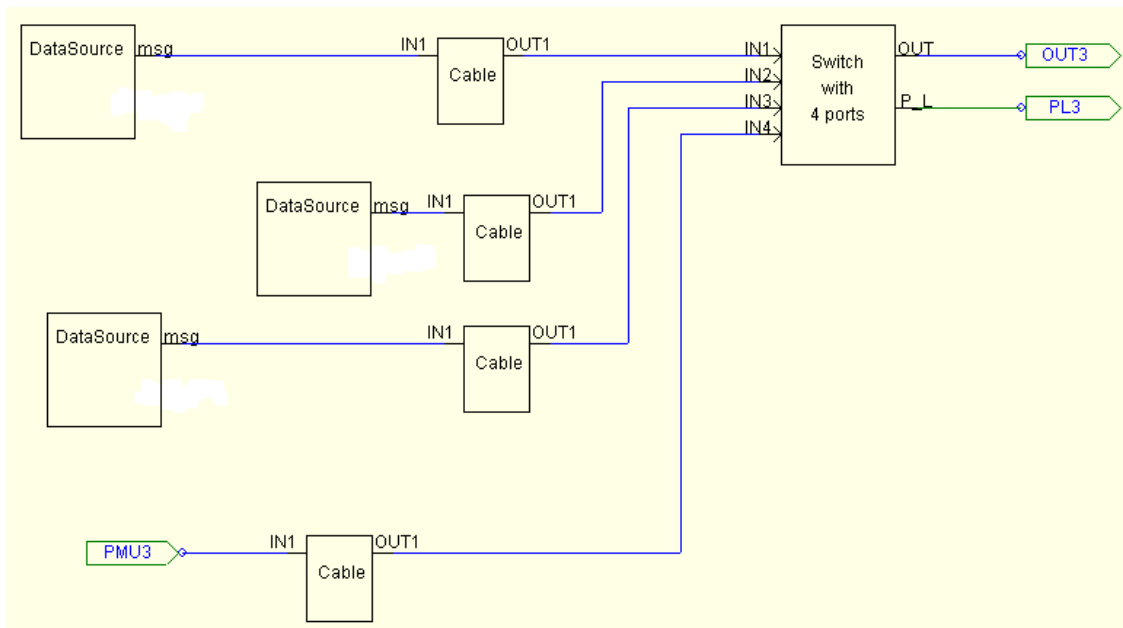 DataSource msg IN1 OUT1 IN1 OUT OUT3
Cable
IN2
Switch
with
4 ports
IN3 P_L PL3
IN4
DataSource msg IN1 OUT1
Cable
DataSource msg IN1 OUT1
Cable
PMU3 IN1 OUT1
Cable